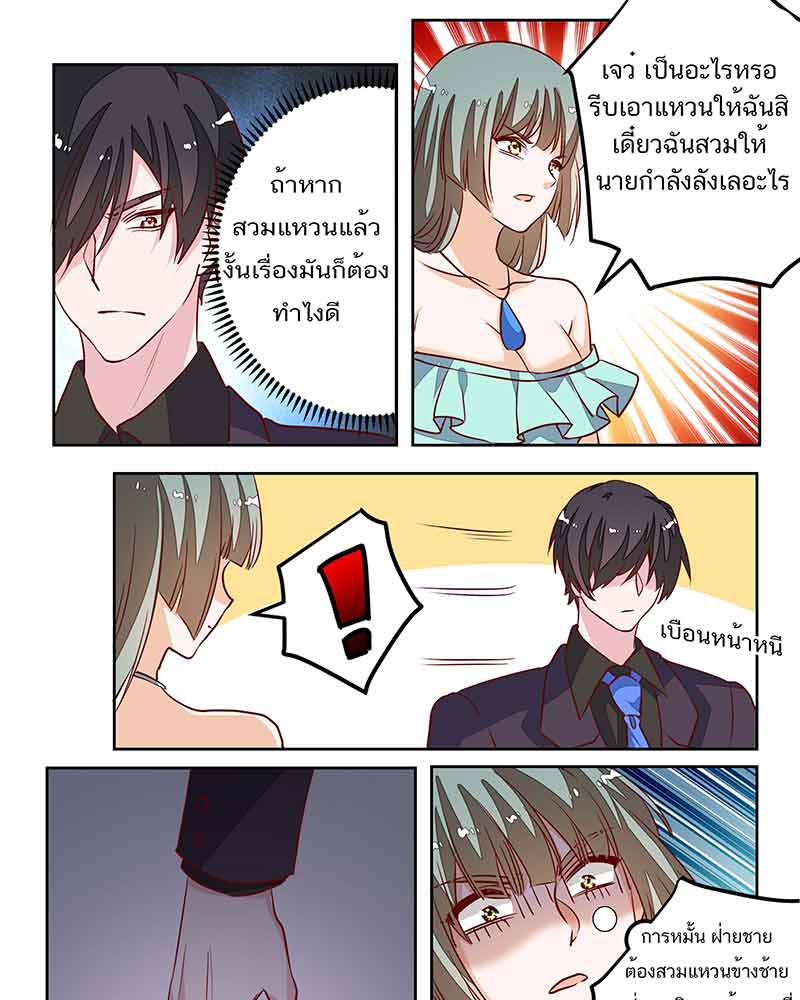 ถ้าหาก
สวมแหวนแล้ว
งั้นเรื่องมันก็ต้อง
ทำไงดี
เจว๋ เป็นอะไรหรอ
รีบเอาแหวนให้ฉันสิ
เดี๋ยวฉันสวมให้
นายกำลังลังเลอะไร
!
เบือนหน้าหนี
การหมั้น ฝ่ายชาย
ต้องสวมแหวนข้างซ้าย